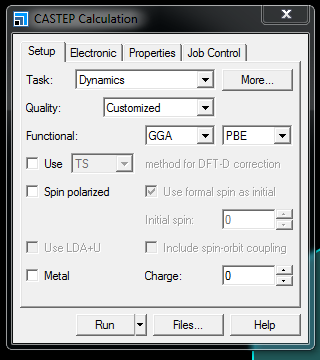 CASTEP Calculation
Setup Electronic Properties Job Control
Task: Dynamics More...
Quality: Customized
Functional: GGA PBE
Use TS method for DFT-D correction
Spin polarized Use formal spin as initial
Initial spin: 0
Use LDA+U Include spin-orbit coupling
Metal Charge: 0
Run Files... Help